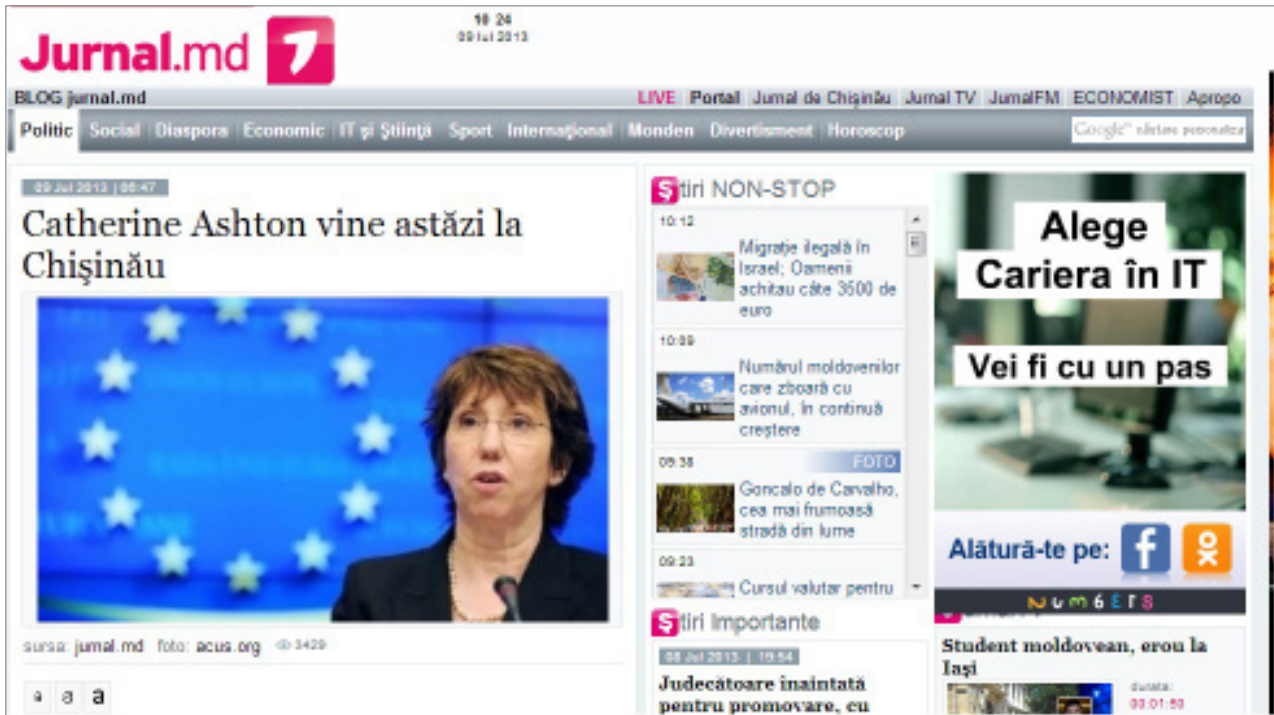 Jurnal.md
10 24
09 iul 2013
BLOG jurnal.md
LIVE Portal Jurnal de Chişinău Jurnal TV JurnalFM ECONOMIST Apropo
Politic Social Diaspora Economic IT şi Ştiinţă Sport Internaţional Monden Divertisment Horoscop
Google™
09 Jul 2013 | 08:47
Catherine Ashton vine astăzi la
Chişinău
sursa: jurnal.md foto: acus.org 3429
a a a
Ştiri NON-STOP
10:12
Migraţie ilegală în
Israel; Oamenii
achitau câte 3500 de
euro
10:09
Numărul moldovenilor
care zboară cu
avionul, în continuă
creştere
09:38 FOTO
Goncalo de Carvalho,
cea mai frumoasă
stradă din lume
09:23
Cursul valutar pentru
Ştiri Importante
08 Jul 2013 | 19:54
Judecătoare înaintată
pentru promovare, cu
Alege
Cariera în IT
Vei fi cu un pas
Alătură-te pe:
Student moldovean, erou la
Iaşi
durata:
00:01:50